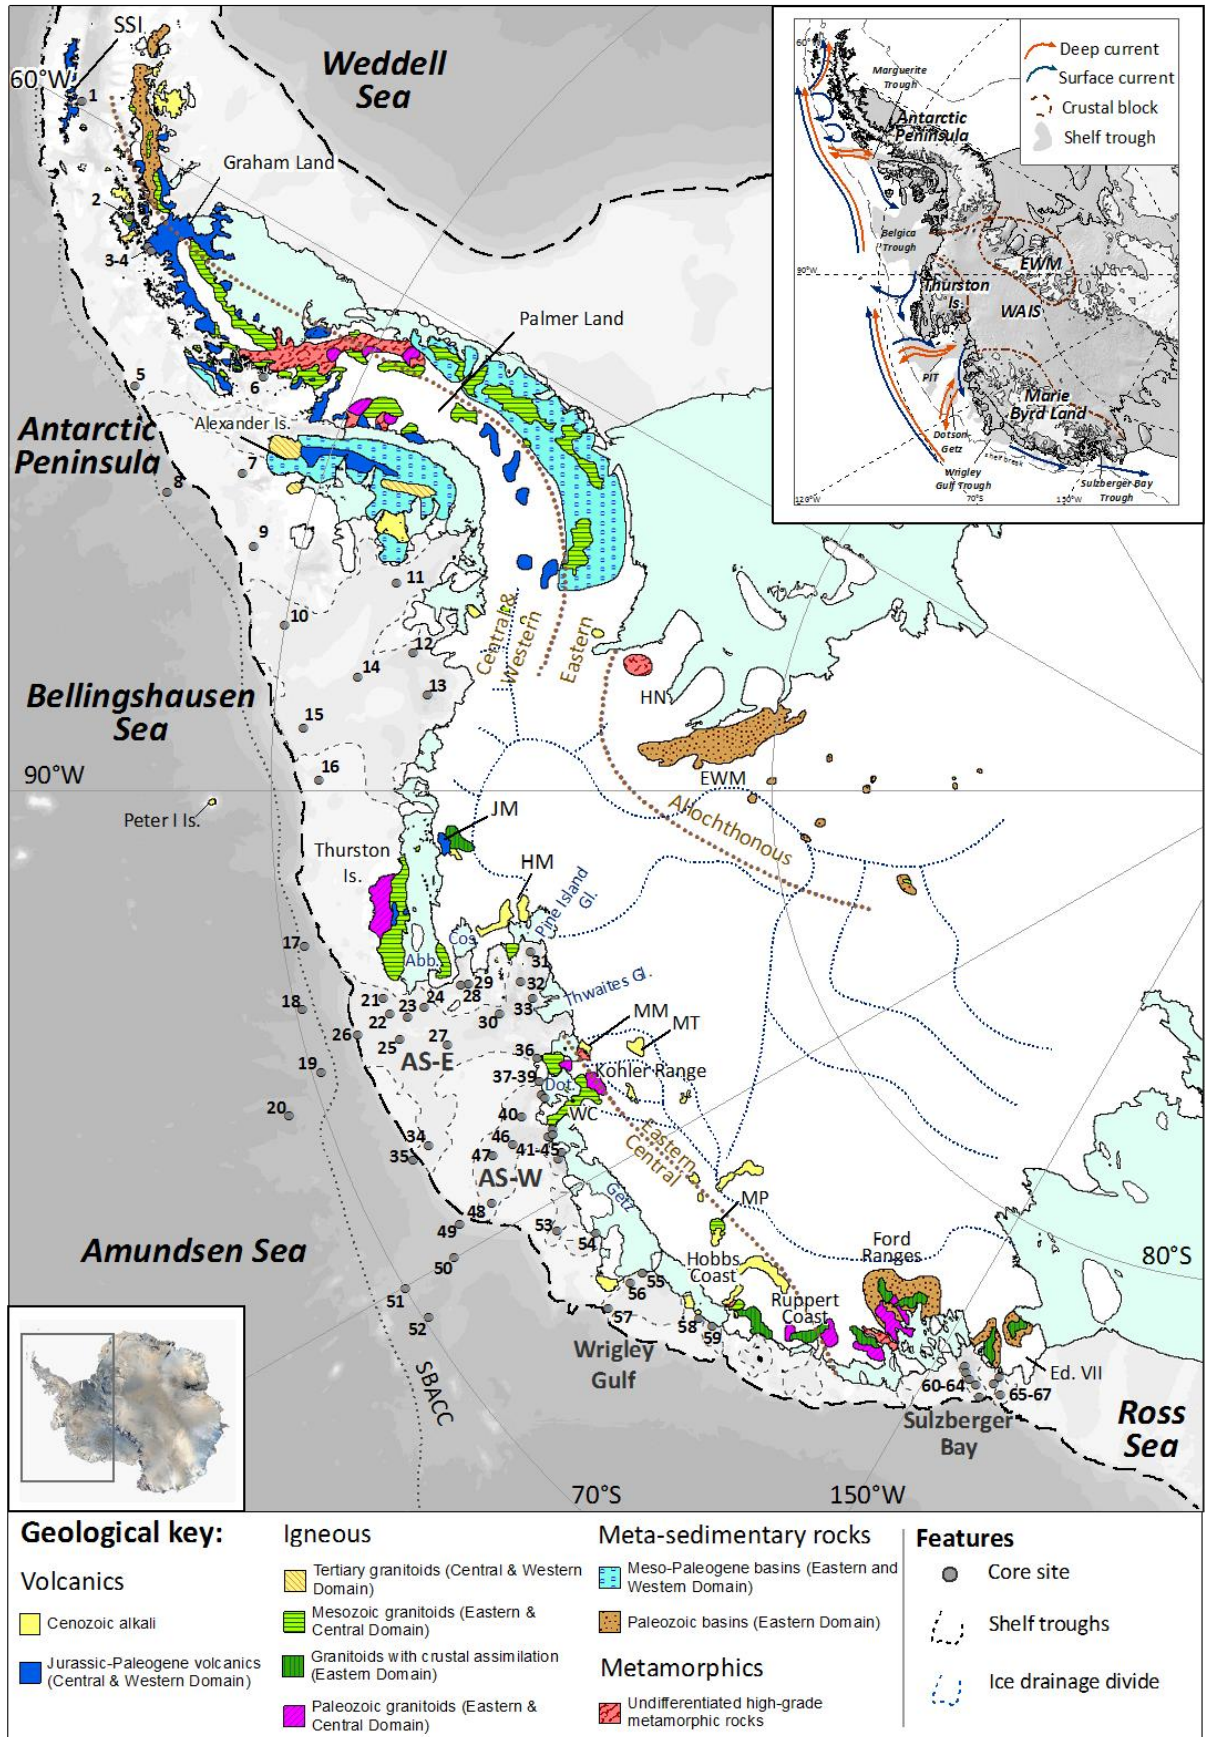 SSI
Weddell
Sea
60°W
1
Graham Land
2
3-4
Palmer Land
5
6
Antarctic
Peninsula
Alexander Is.
7
8
9
10
11
12
13
14
15
16
Central &
Western
Eastern
HN
EWM
Allochthonous
Bellingshausen
Sea
90°W
Peter I Is.
JM
Thurston
Is.
HM
Pine Island
Gl.
Cos.
Abb.
Thwaites Gl.
17
18
19
20
21
22
23
24
25
26
27
28
29
30
31
32
33
AS-E
MM
MT
36
37-39
Dot.
Kohler Range
WC
40
46
41-45
47
34
35
AS-W
Eastern
Central
Getz
MP
48
49
50
51
52
53
54
55
56
57
58
59
Amundsen Sea
Hobbs
Coast
Ruppert
Coast
Ford
Ranges
80°S
Wrigley
Gulf
SBACC
60-64
65-67
Ed. VII
Sulzberger
Bay
Ross
Sea
70°S
150°W
Deep current
Surface current
Crustal block
Shelf trough
60°W
Marguerite
Trough
Antarctic
Peninsula
Belgica
Trough
90°W
EWM
Thurston
Is.
WAIS
PIT
Marie
Byrd Land
Dotson-
Getz
shelf break
Wrigley
Gulf Trough
Sulzberger Bay
Trough
120°W
70°S
150°W
Geological key:
Volcanics
Cenozoic alkali
Jurassic-Paleogene volcanics
(Central & Western Domain)
Igneous
Tertiary granitoids (Central & Western
Domain)
Mesozoic granitoids (Eastern &
Central Domain)
Granitoids with crustal assimilation
(Eastern Domain)
Paleozoic granitoids (Eastern &
Central Domain)
Meta-sedimentary rocks
Meso-Paleogene basins (Eastern and
Western Domain)
Paleozoic basins (Eastern Domain)
Metamorphics
Undifferentiated high-grade
metamorphic rocks
Features
Core site
Shelf troughs
Ice drainage divide